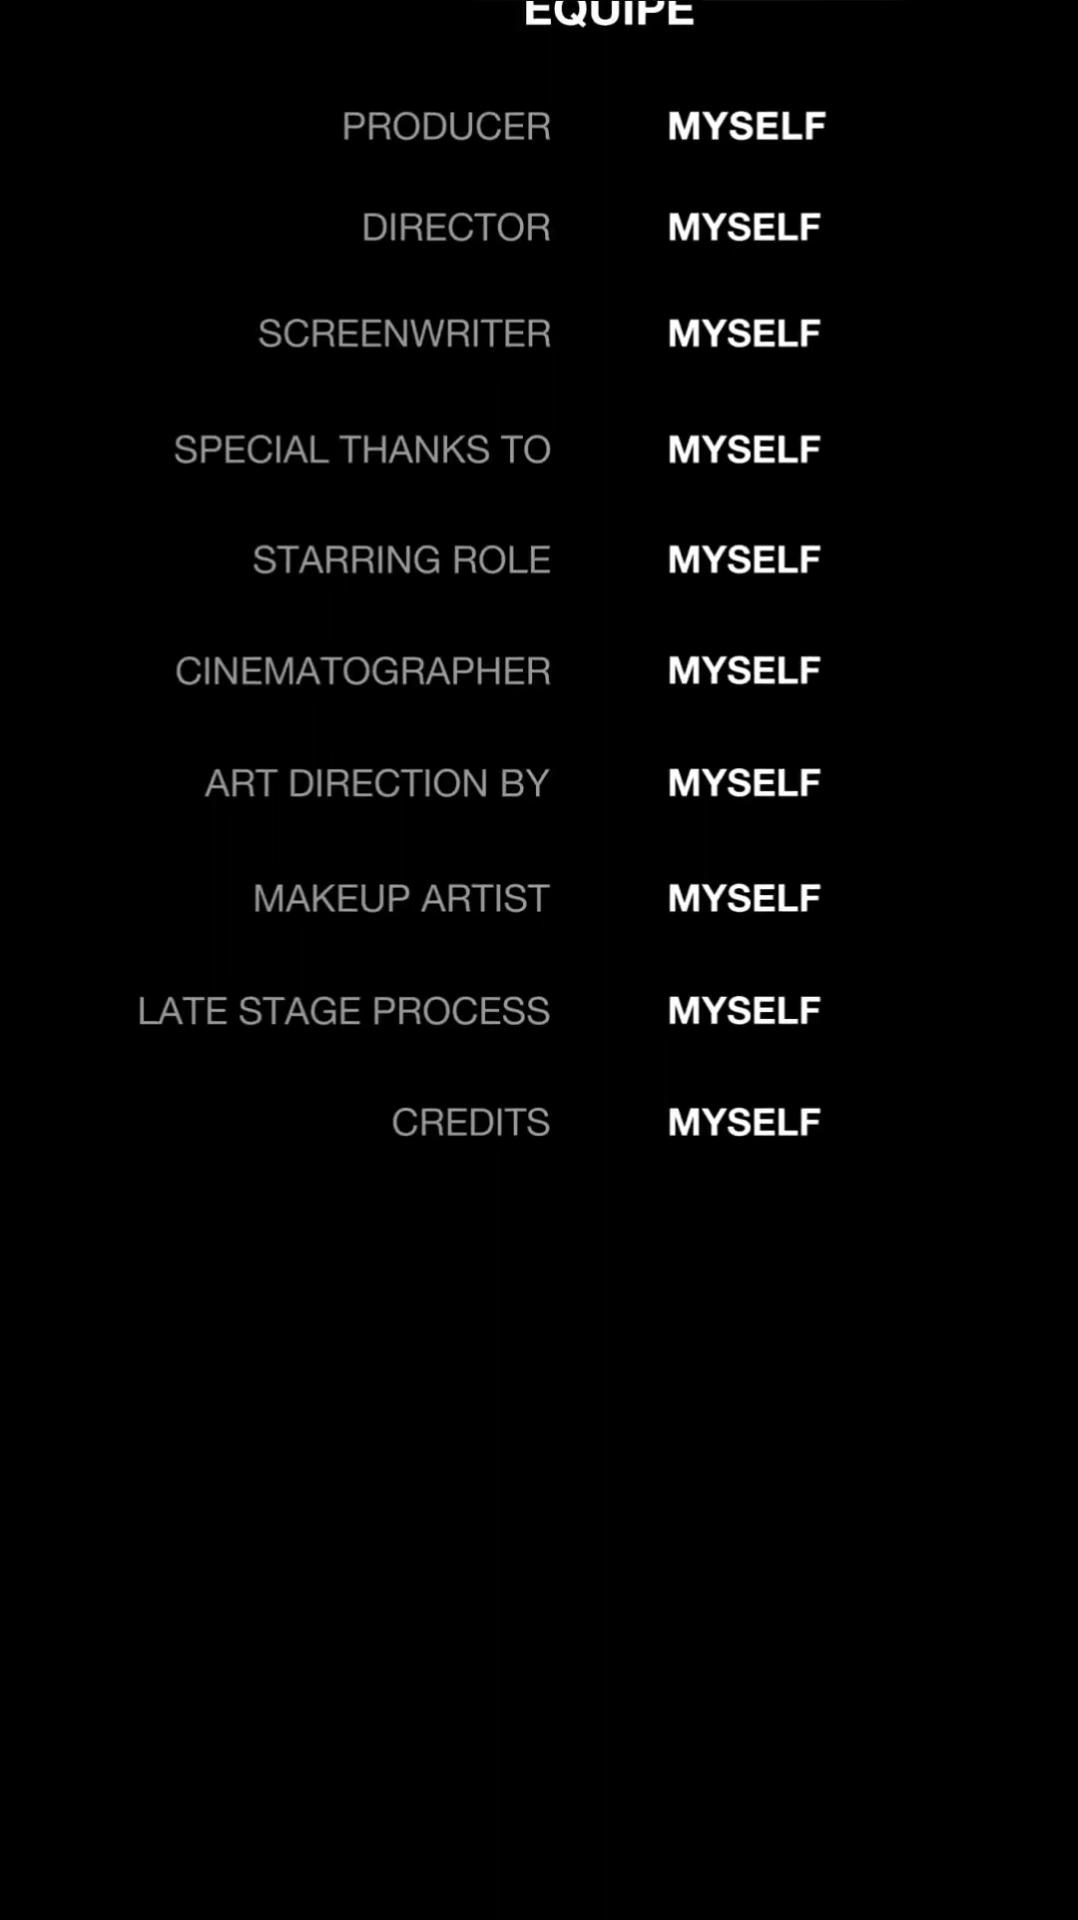 EQUIPE
PRODUCER MYSELF
DIRECTOR MYSELF
SCREENWRITER MYSELF
SPECIAL THANKS TO MYSELF
STARRING ROLE MYSELF
CINEMATOGRAPHER MYSELF
ART DIRECTION BY MYSELF
MAKEUP ARTIST MYSELF
LATE STAGE PROCESS MYSELF
CREDITS MYSELF